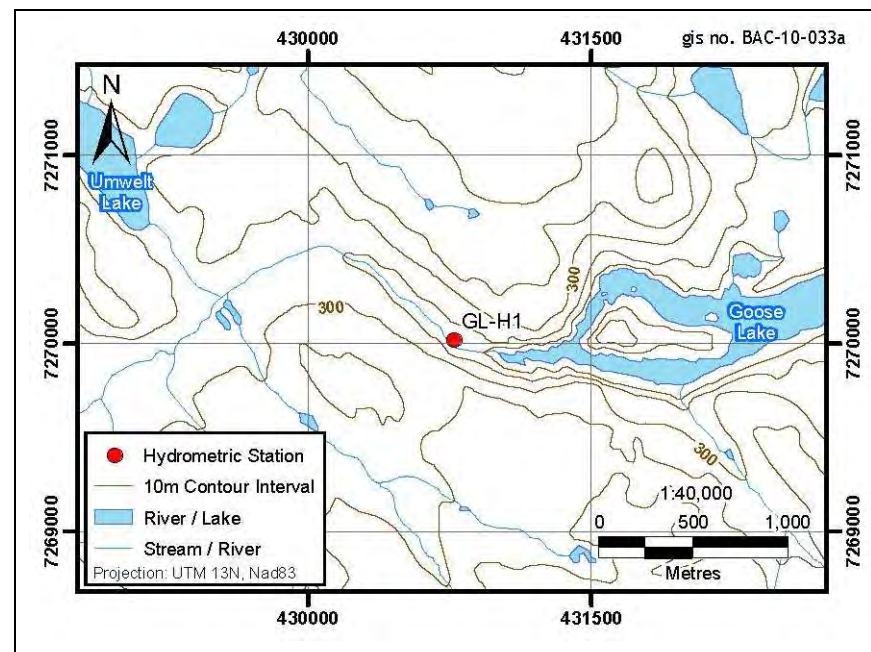 430000
431500
gis no. BAC-10-033a
N
7271000
7271000
Umwelt
Lake
300
300
GL-H1
Goose
Lake
7270000
7270000
300
Hydrometric Station
10m Contour Interval
River / Lake
Stream / River
Projection: UTM 13N, Nad83
1:40,000
0 500 1,000
Metres
7269000
7269000
430000
431500